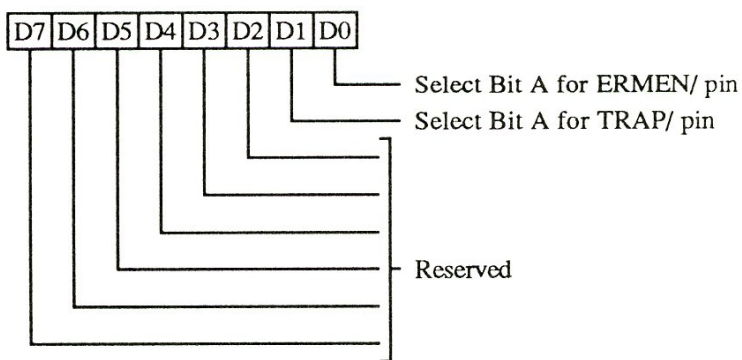 D7 D6 D5 D4 D3 D2 D1 D0
Select Bit A for ERMEN/ pin
Select Bit A for TRAP/ pin
Reserved